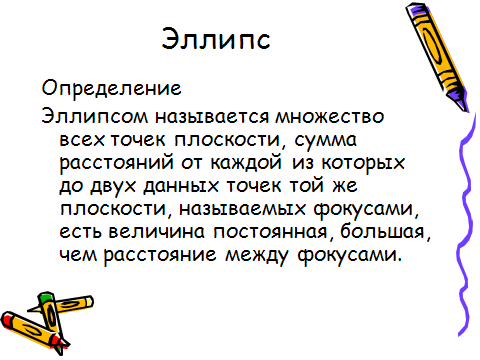 Эллипс
Определение
Эллипсом называется множество
всех точек плоскости, сумма
расстояний от каждой из которых
до двух данных точек той же
плоскости, называемых фокусами,
есть величина постоянная, большая,
чем расстояние между фокусами.